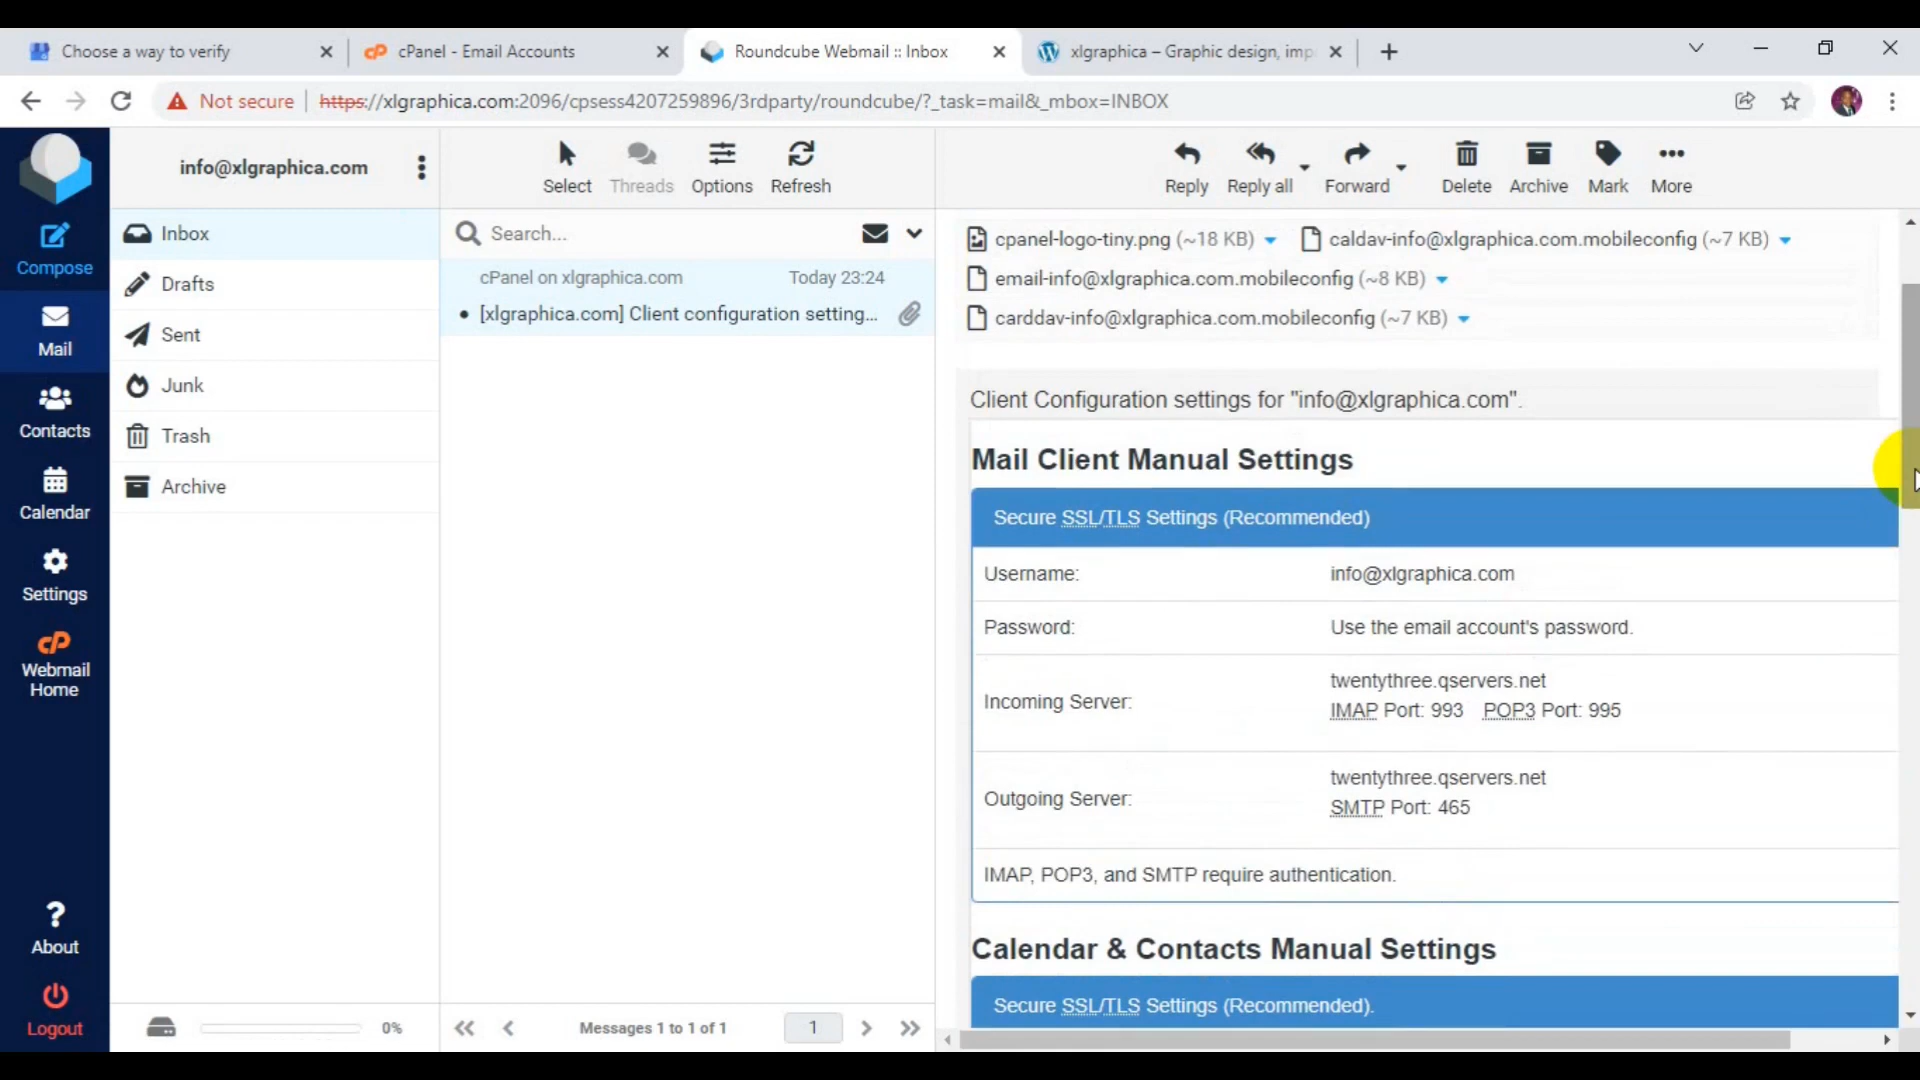 Choose a way to verify
cPanel - Email Accounts
Roundcube Webmail :: Inbox
xlgraphica – Graphic design, imp
Not secure
https://xlgraphica.com:2096/cpsess4207259896/3rdparty/roundcube/?_task=mail&_mbox=INBOX
info@xlgraphica.com
Select
Threads
Options
Refresh
Reply
Reply all
Forward
Delete
Archive
Mark
More
Compose
Mail
Contacts
Calendar
Settings
cP
Webmail
Home
About
Logout
Inbox
Drafts
Sent
Junk
Trash
Archive
0%
Search...
cPanel on xlgraphica.com Today 23:24
[xlgraphica.com] Client configuration setting...
Messages 1 to 1 of 1
1
cpanel-logo-tiny.png (~18 KB) caldav-info@xlgraphica.com.mobileconfig (~7 KB)
email-info@xlgraphica.com.mobileconfig (~8 KB)
carddav-info@xlgraphica.com.mobileconfig (~7 KB)
Client Configuration settings for "info@xlgraphica.com".
Mail Client Manual Settings
Secure SSL/TLS Settings (Recommended)
Username: info@xlgraphica.com
Password: Use the email account's password.
Incoming Server: twentythree.qservers.net
IMAP Port: 993 POP3 Port: 995
Outgoing Server: twentythree.qservers.net
SMTP Port: 465
IMAP, POP3, and SMTP require authentication.
Calendar & Contacts Manual Settings
Secure SSL/TLS Settings (Recommended).